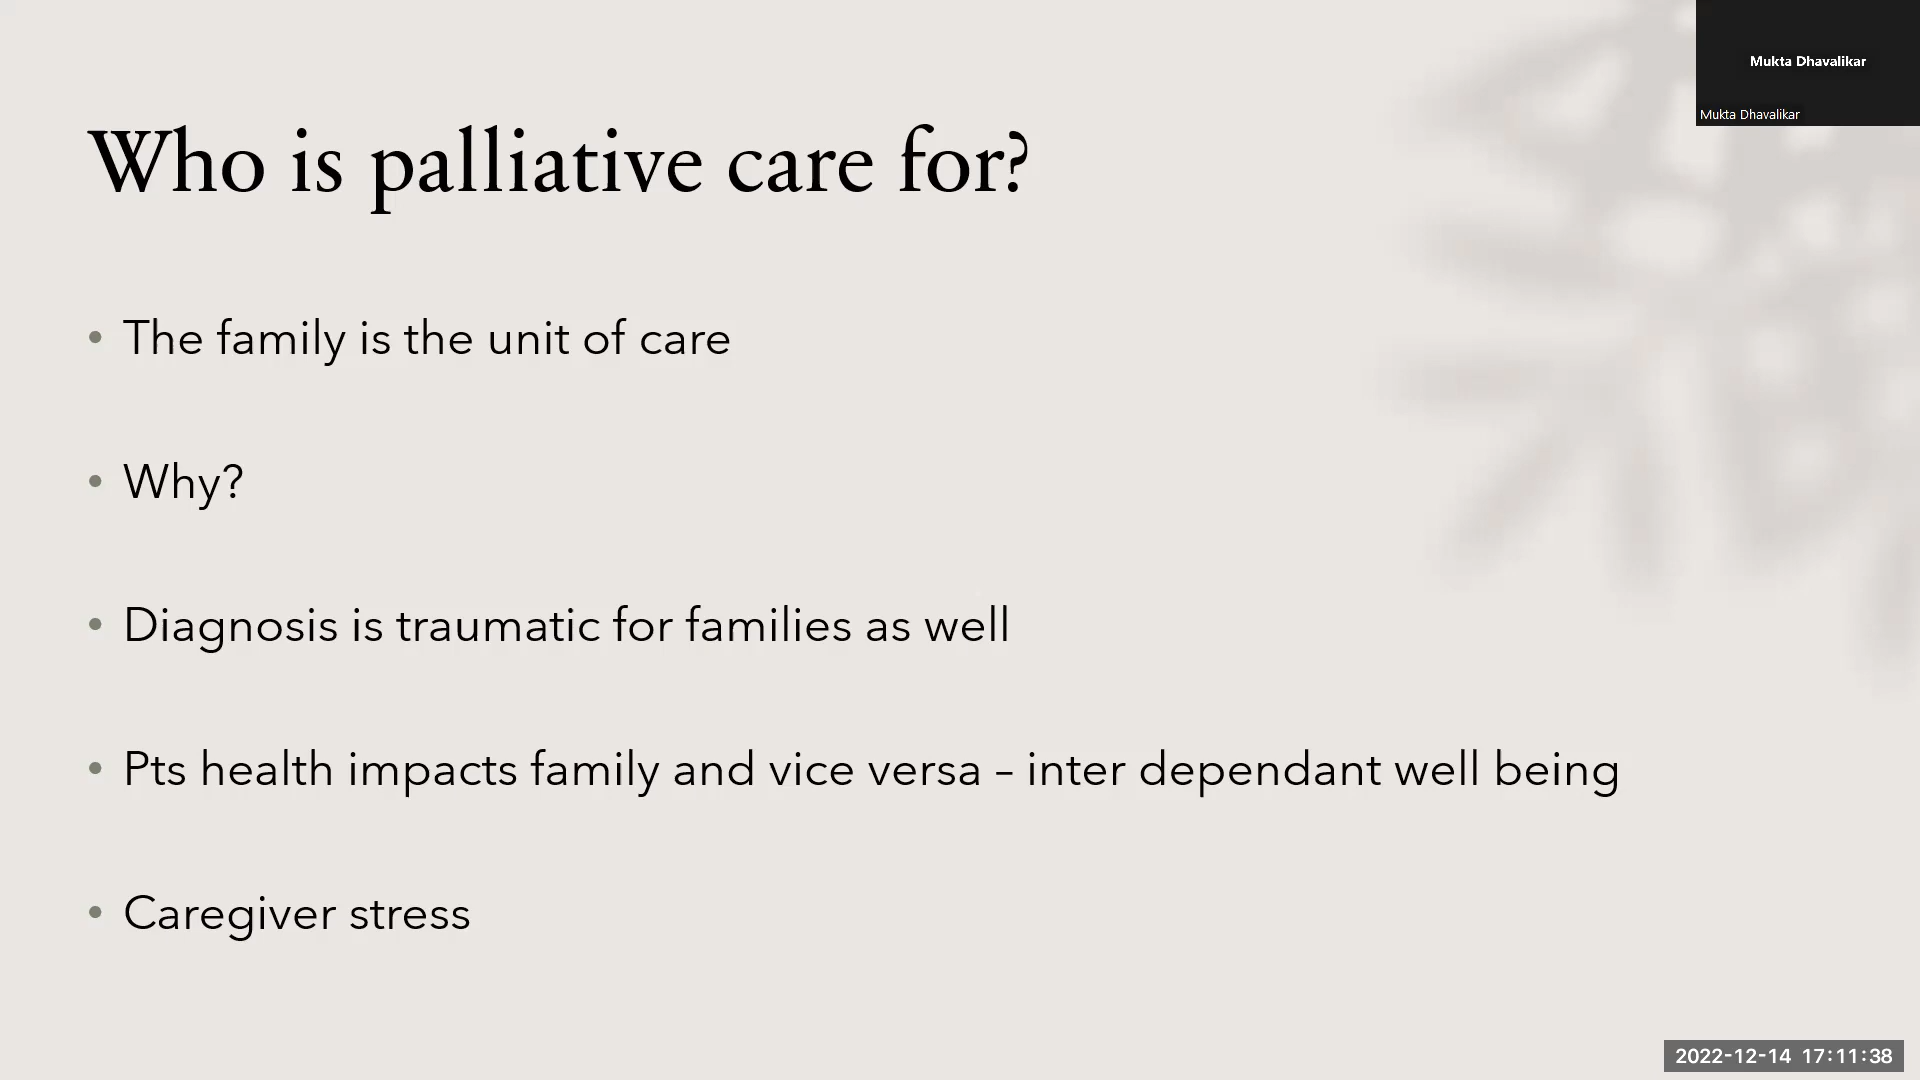 Mukta Dhavalikar
Mukta Dhavalikar
Who is palliative care for?
• The family is the unit of care
• Why?
• Diagnosis is traumatic for families as well
• Pts health impacts family and vice versa – inter dependant well being
• Caregiver stress
2022-12-14 17:11:38